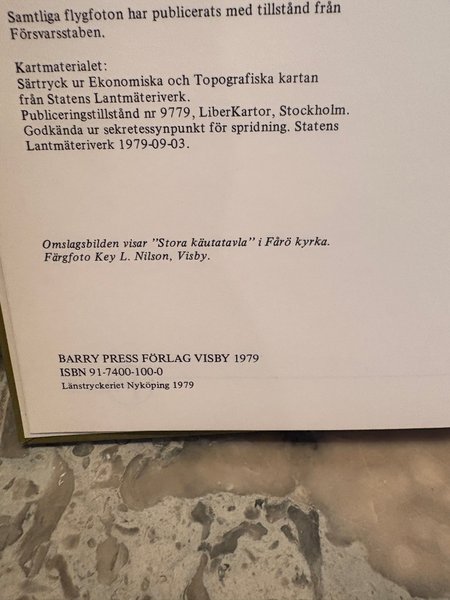 Samtliga flygfoton har publicerats med tillstånd från
Försvarsstaben.
Kartmaterialet:
Särtryck ur Ekonomiska och Topografiska kartan
från Statens Lantmäteriverk.
Publiceringstillstånd nr 9779, LiberKartor, Stockholm.
Godkända ur sekretessynpunkt för spridning. Statens
Lantmäteriverk 1979-09-03.
Omslagsbilden visar "Stora käutatavla" i Fårö kyrka.
Färgfoto Key L. Nilson, Visby.
BARRY PRESS FÖRLAG VISBY 1979
ISBN 91-7400-100-0
Länstryckeriet Nyköping 1979